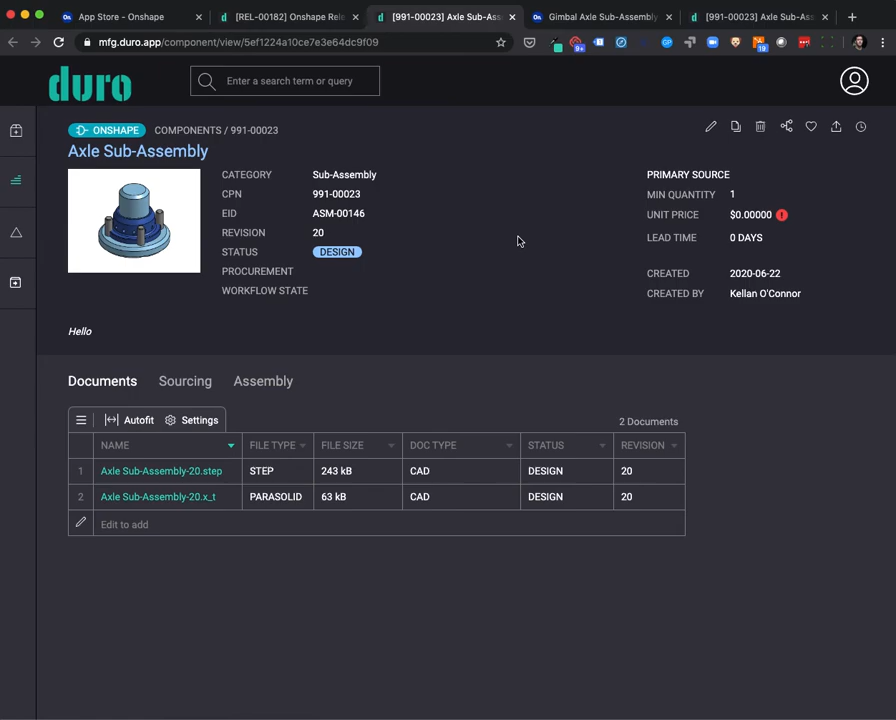 App Store - Onshape
[REL-00182] Onshape Rele
[991-00023] Axle Sub-Ass
Gimbal Axle Sub-Assembly
[991-00023] Axle Sub-Ass
mfg.duro.app/component/view/5ef1224a10ce7e3e64dc9f09
duro
Enter a search term or query
ONSHAPE
COMPONENTS / 991-00023
Axle Sub-Assembly
CATEGORY Sub-Assembly
CPN 991-00023
EID ASM-00146
REVISION 20
STATUS DESIGN
PROCUREMENT
WORKFLOW STATE
PRIMARY SOURCE
MIN QUANTITY 1
UNIT PRICE $0.00000 !
LEAD TIME 0 DAYS
CREATED 2020-06-22
CREATED BY Kellan O'Connor
Hello
Documents Sourcing Assembly
Autofit Settings
2 Documents
NAME FILE TYPE FILE SIZE DOC TYPE STATUS REVISION
1 Axle Sub-Assembly-20.step STEP 243 kB CAD DESIGN 20
2 Axle Sub-Assembly-20.x_t PARASOLID 63 kB CAD DESIGN 20
Edit to add